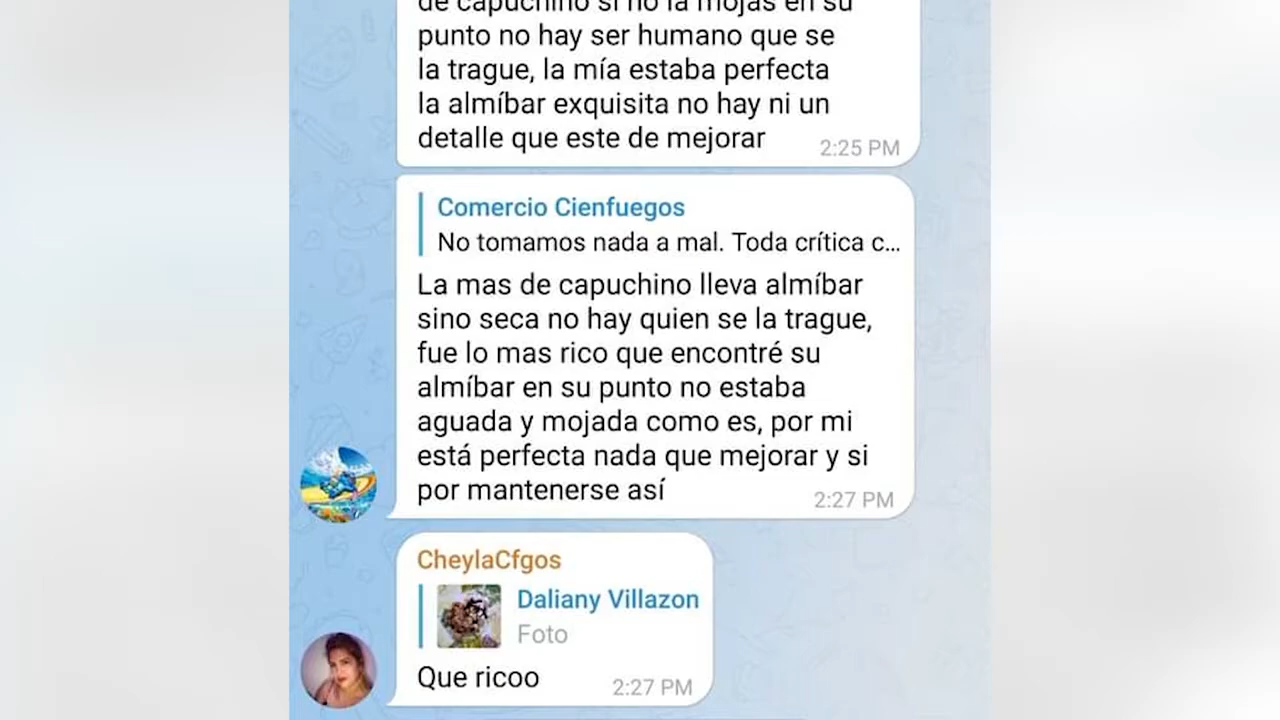 de capuchino si no la mojas en su
punto no hay ser humano que se
la trague, la mía estaba perfecta
la almíbar exquisita no hay ni un
detalle que este de mejorar
2:25 PM
Comercio Cienfuegos
No tomamos nada a mal. Toda crítica c...
La mas de capuchino lleva almíbar
sino seca no hay quien se la trague,
fue lo mas rico que encontré su
almíbar en su punto no estaba
aguada y mojada como es, por mi
está perfecta nada que mejorar y si
por mantenerse así
2:27 PM
CheylaCfgos
Daliany Villazon
Foto
Que ricoo
2:27 PM